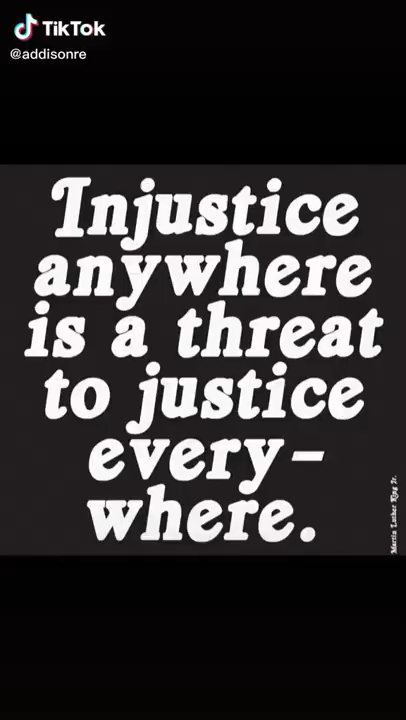 TikTok
@addisonre
Injustice
anywhere
is a threat
to justice
every-
where.
Martin Luther King Jr.